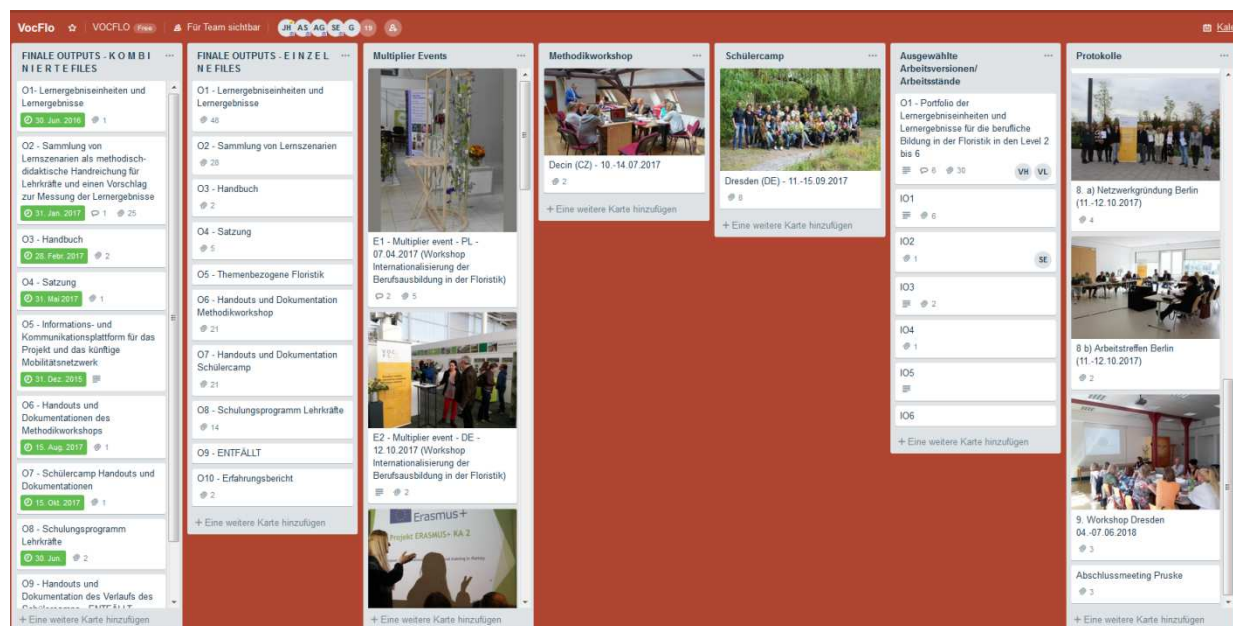 VocFlo
VOCFLO Free
Für Team sichtbar
JH AS AG SE G 19
Kale
FINALE OUTPUTS - K O M B I
N I E R T E FILES
O1- Lernergebniseinheiten und
Lernergebnisse
30. Jun. 2016 1
O2 - Sammlung von
Lernszenarien als methodisch-
didaktische Handreichung für
Lehrkräfte und einen Vorschlag
zur Messung der Lernergebnisse
31. Jan. 2017 1 25
O3 - Handbuch
28. Febr. 2017 2
O4 - Satzung
31. Mai 2017 1
O5 - Informations- und
Kommunikationsplattform für das
Projekt und das künftige
Mobilitätsnetzwerk
31. Dez. 2015
O6 - Handouts und
Dokumentationen des
Methodikworkshops
15. Aug. 2017 1
O7 - Schülercamp Handouts und
Dokumentationen
15. Okt. 2017 1
O8 - Schulungsprogramm
Lehrkräfte
30. Jun. 2
O9 - Handouts und
Dokumentation des Verlaufs des
+ Eine weitere Karte hinzufügen
FINALE OUTPUTS - E I N Z E L
N E FILES
O1 - Lernergebniseinheiten und
Lernergebnisse
46
O2 - Sammlung von Lernszenarien
28
O3 - Handbuch
2
O4 - Satzung
5
O5 - Themenbezogene Floristik
O6 - Handouts und Dokumentation
Methodikworkshop
21
O7 - Handouts und Dokumentation
Schülercamp
21
O8 - Schulungsprogramm Lehrkräfte
14
O9 - ENTFÄLLT
O10 - Erfahrungsbericht
2
+ Eine weitere Karte hinzufügen
Multiplier Events
E1 - Multiplier event - PL -
07.04.2017 (Workshop
Internationalisierung der
Berufsausbildung in der Floristik)
2 5
E2 - Multiplier event - DE -
12.10.2017 (Workshop
Internationalisierung der
Berufsausbildung in der Floristik)
2
Erasmus+
Projekt ERASMUS+ KA 2
+ Eine weitere Karte hinzufügen
Methodikworkshop
Decin (CZ) - 10.-14.07.2017
2
+ Eine weitere Karte hinzufügen
Schülercamp
Dresden (DE) - 11.-15.09.2017
8
+ Eine weitere Karte hinzufügen
Ausgewählte
Arbeitsversionen/
Arbeitsstände
O1 - Portfolio der
Lernergebniseinheiten und
Lernergebnisse für die berufliche
Bildung in der Floristik in den Level 2
bis 6
6 30 VH VL
IO1
6
IO2
1 SE
IO3
2
IO4
1
IO5
IO6
+ Eine weitere Karte hinzufügen
Protokolle
8. a) Netzwerkgründung Berlin
(11.-12.10.2017)
4
8 b) Arbeitstreffen Berlin
(11.-12.10.2017)
2
9. Workshop Dresden
04.-07.06.2018
3
Abschlussmeeting Pruske
3
+ Eine weitere Karte hinzufügen